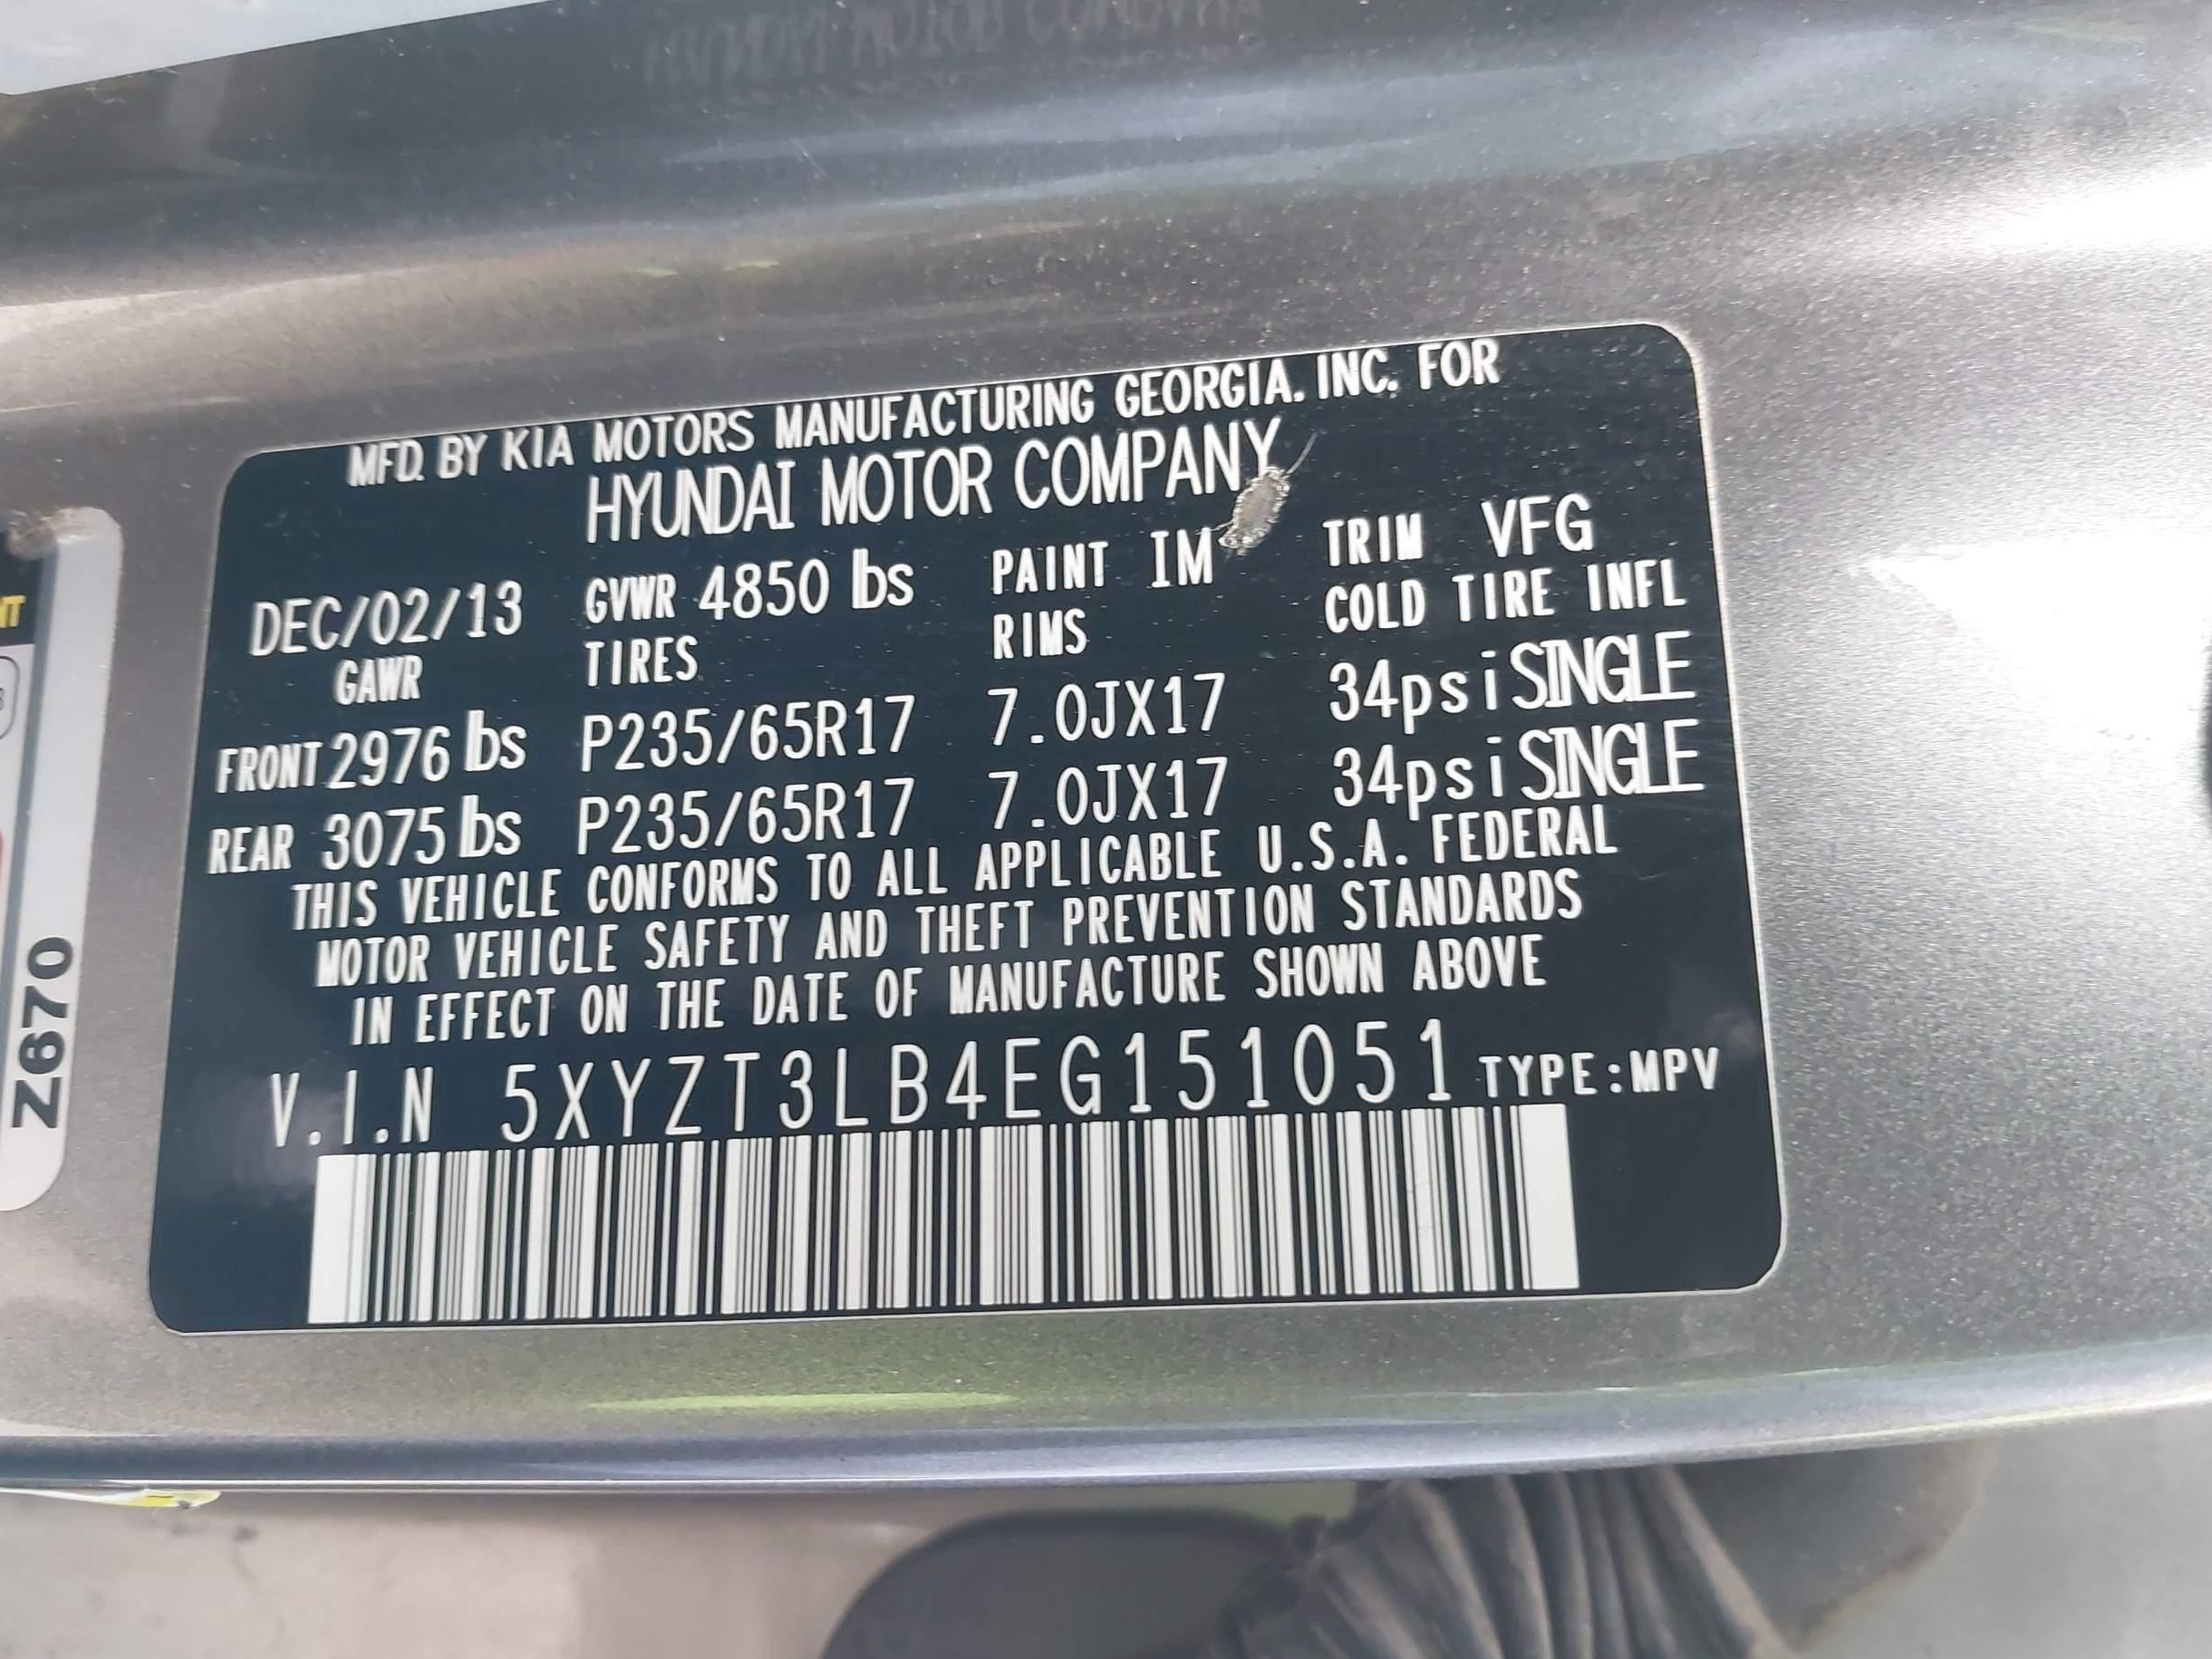 MFD. BY KIA MOTORS MANUFACTURING GEORGIA. INC. FOR
HYUNDAI MOTOR COMPANY
DEC/02/13 GVWR 4850 lbs PAINT IM TRIM VFG
GAWR TIRES RIMS COLD TIRE INFL
FRONT 2976 lbs P235/65R17 7.0JX17 34psi SINGLE
REAR 3075 lbs P235/65R17 7.0JX17 34psi SINGLE
THIS VEHICLE CONFORMS TO ALL APPLICABLE U.S.A. FEDERAL
MOTOR VEHICLE SAFETY AND THEFT PREVENTION STANDARDS
IN EFFECT ON THE DATE OF MANUFACTURE SHOWN ABOVE
V.I.N 5XYZT3LB4EG151051 TYPE:MPV
Z670